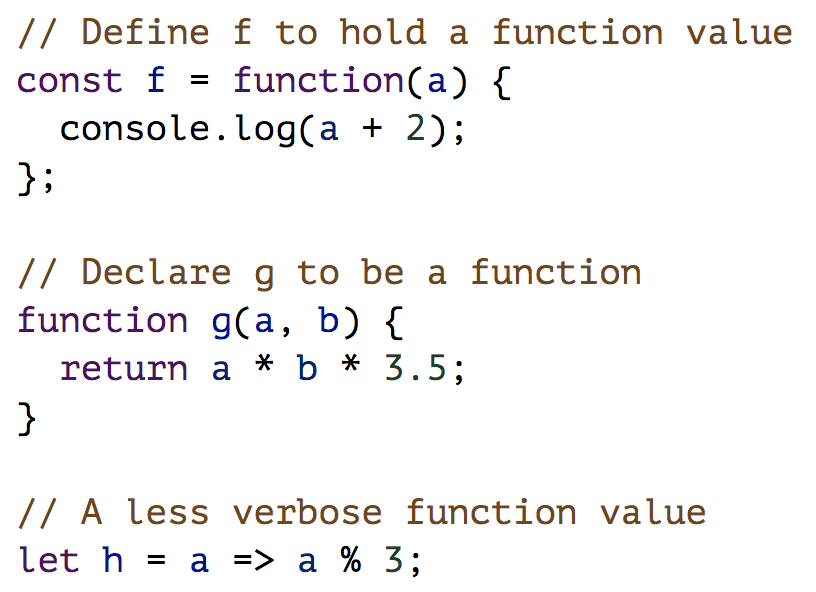 // Define f to hold a function value
const f = function(a) {
  console.log(a + 2);
};

// Declare g to be a function
function g(a, b) {
  return a * b * 3.5;
}

// A less verbose function value
let h = a => a % 3;